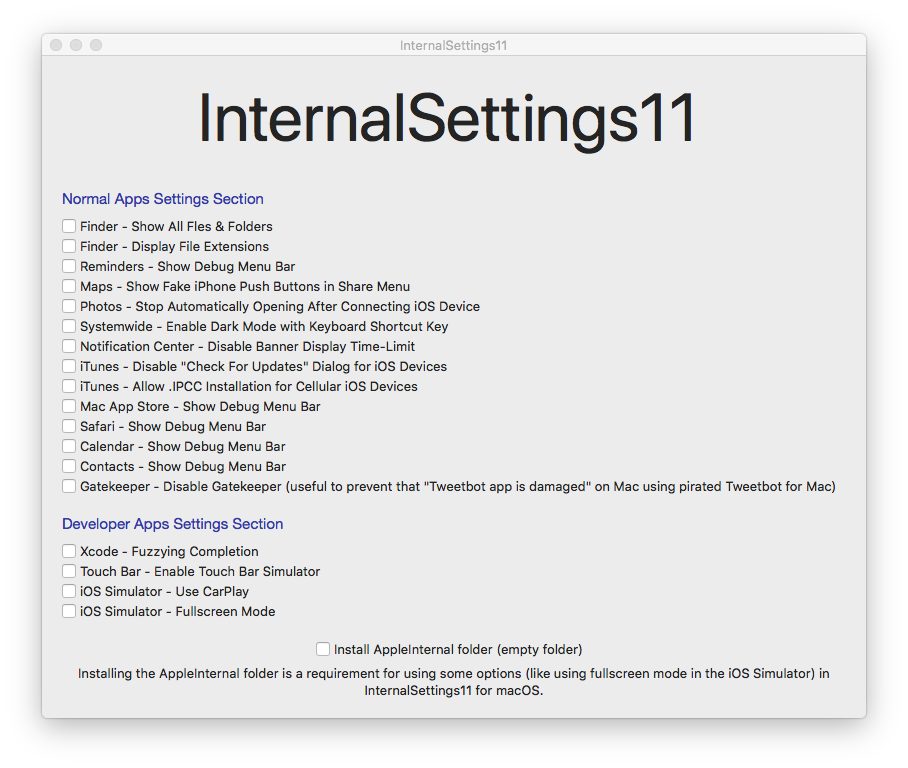 InternalSettings11
InternalSettings11
Normal Apps Settings Section
Finder - Show All Fles & Folders
Finder - Display File Extensions
Reminders - Show Debug Menu Bar
Maps - Show Fake iPhone Push Buttons in Share Menu
Photos - Stop Automatically Opening After Connecting iOS Device
Systemwide - Enable Dark Mode with Keyboard Shortcut Key
Notification Center - Disable Banner Display Time-Limit
iTunes - Disable "Check For Updates" Dialog for iOS Devices
iTunes - Allow .IPCC Installation for Cellular iOS Devices
Mac App Store - Show Debug Menu Bar
Safari - Show Debug Menu Bar
Calendar - Show Debug Menu Bar
Contacts - Show Debug Menu Bar
Gatekeeper - Disable Gatekeeper (useful to prevent that "Tweetbot app is damaged" on Mac using pirated Tweetbot for Mac)
Developer Apps Settings Section
Xcode - Fuzzying Completion
Touch Bar - Enable Touch Bar Simulator
iOS Simulator - Use CarPlay
iOS Simulator - Fullscreen Mode
Install AppleInternal folder (empty folder)
Installing the AppleInternal folder is a requirement for using some options (like using fullscreen mode in the iOS Simulator) in
InternalSettings11 for macOS.